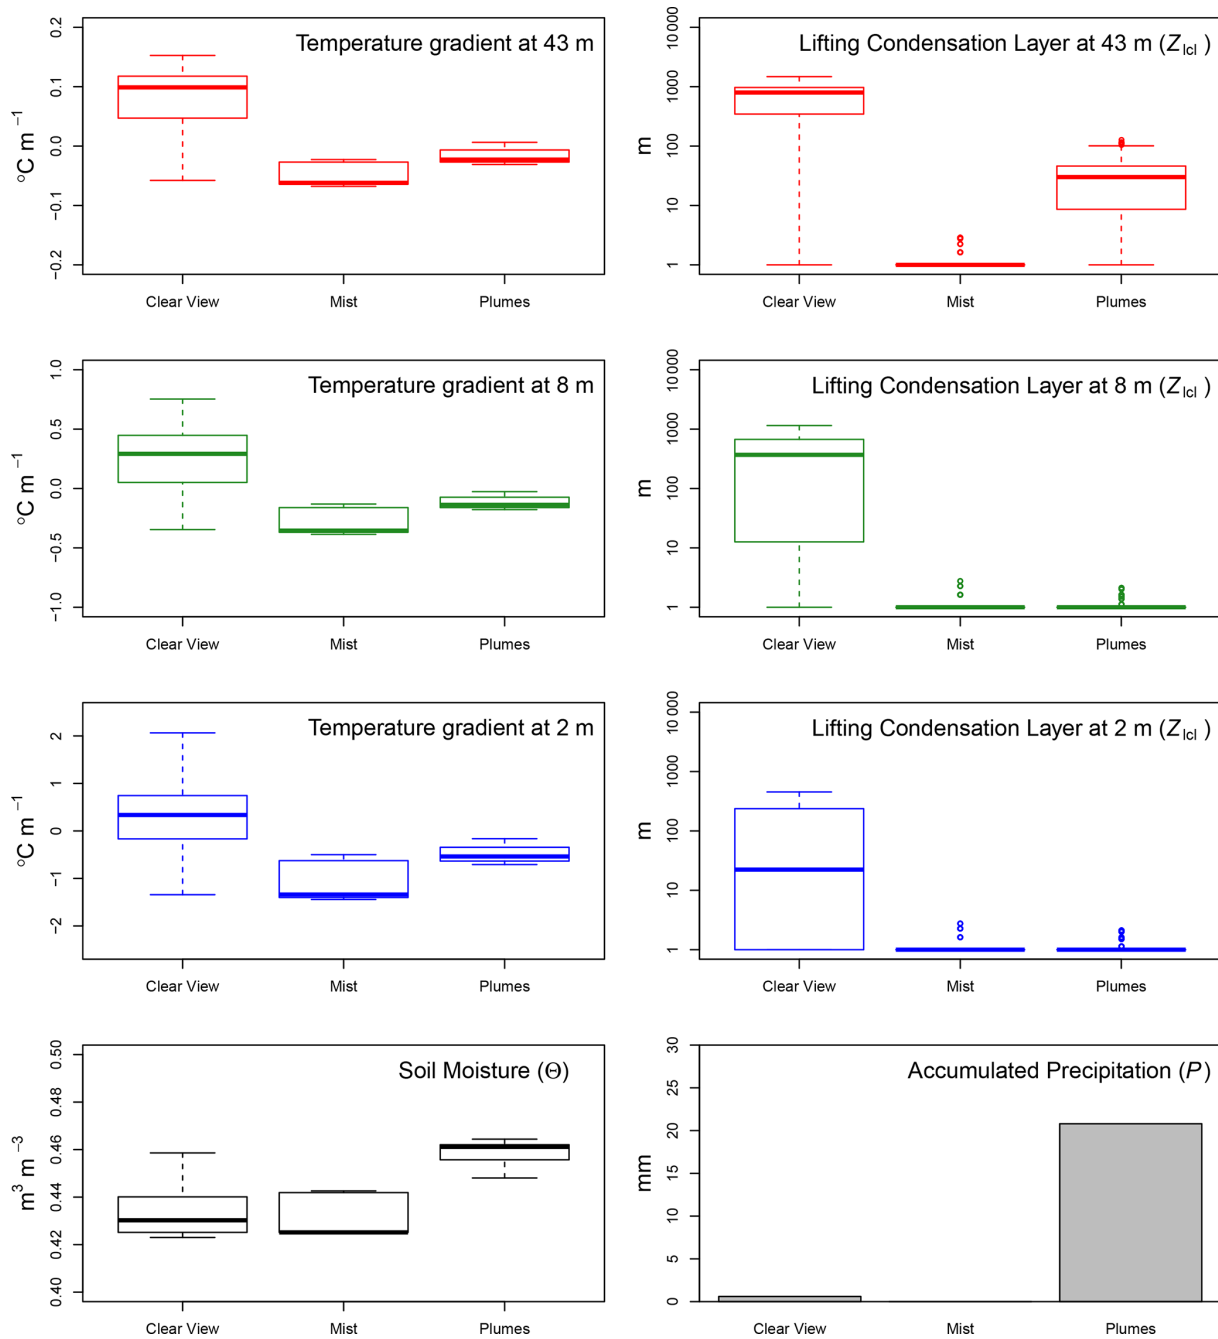 Temperature gradient at 43 m
°C m⁻¹
0.2
0.1
0.0
−0.1
−0.2
Clear View Mist Plumes
Lifting Condensation Layer at 43 m (Zlcl )
m
10000
1000
100
10
1
Clear View Mist Plumes
Temperature gradient at 8 m
°C m⁻¹
1.0
0.5
0.0
−0.5
−1.0
Clear View Mist Plumes
Lifting Condensation Layer at 8 m (Zlcl )
m
10000
1000
100
10
1
Clear View Mist Plumes
Temperature gradient at 2 m
°C m⁻¹
2
1
0
−1
−2
Clear View Mist Plumes
Lifting Condensation Layer at 2 m (Zlcl )
m
10000
1000
100
10
1
Clear View Mist Plumes
Soil Moisture (Θ)
m³ m⁻³
0.50
0.48
0.46
0.44
0.42
0.40
Clear View Mist Plumes
Accumulated Precipitation (P)
mm
30
25
20
15
10
5
0
Clear View Mist Plumes